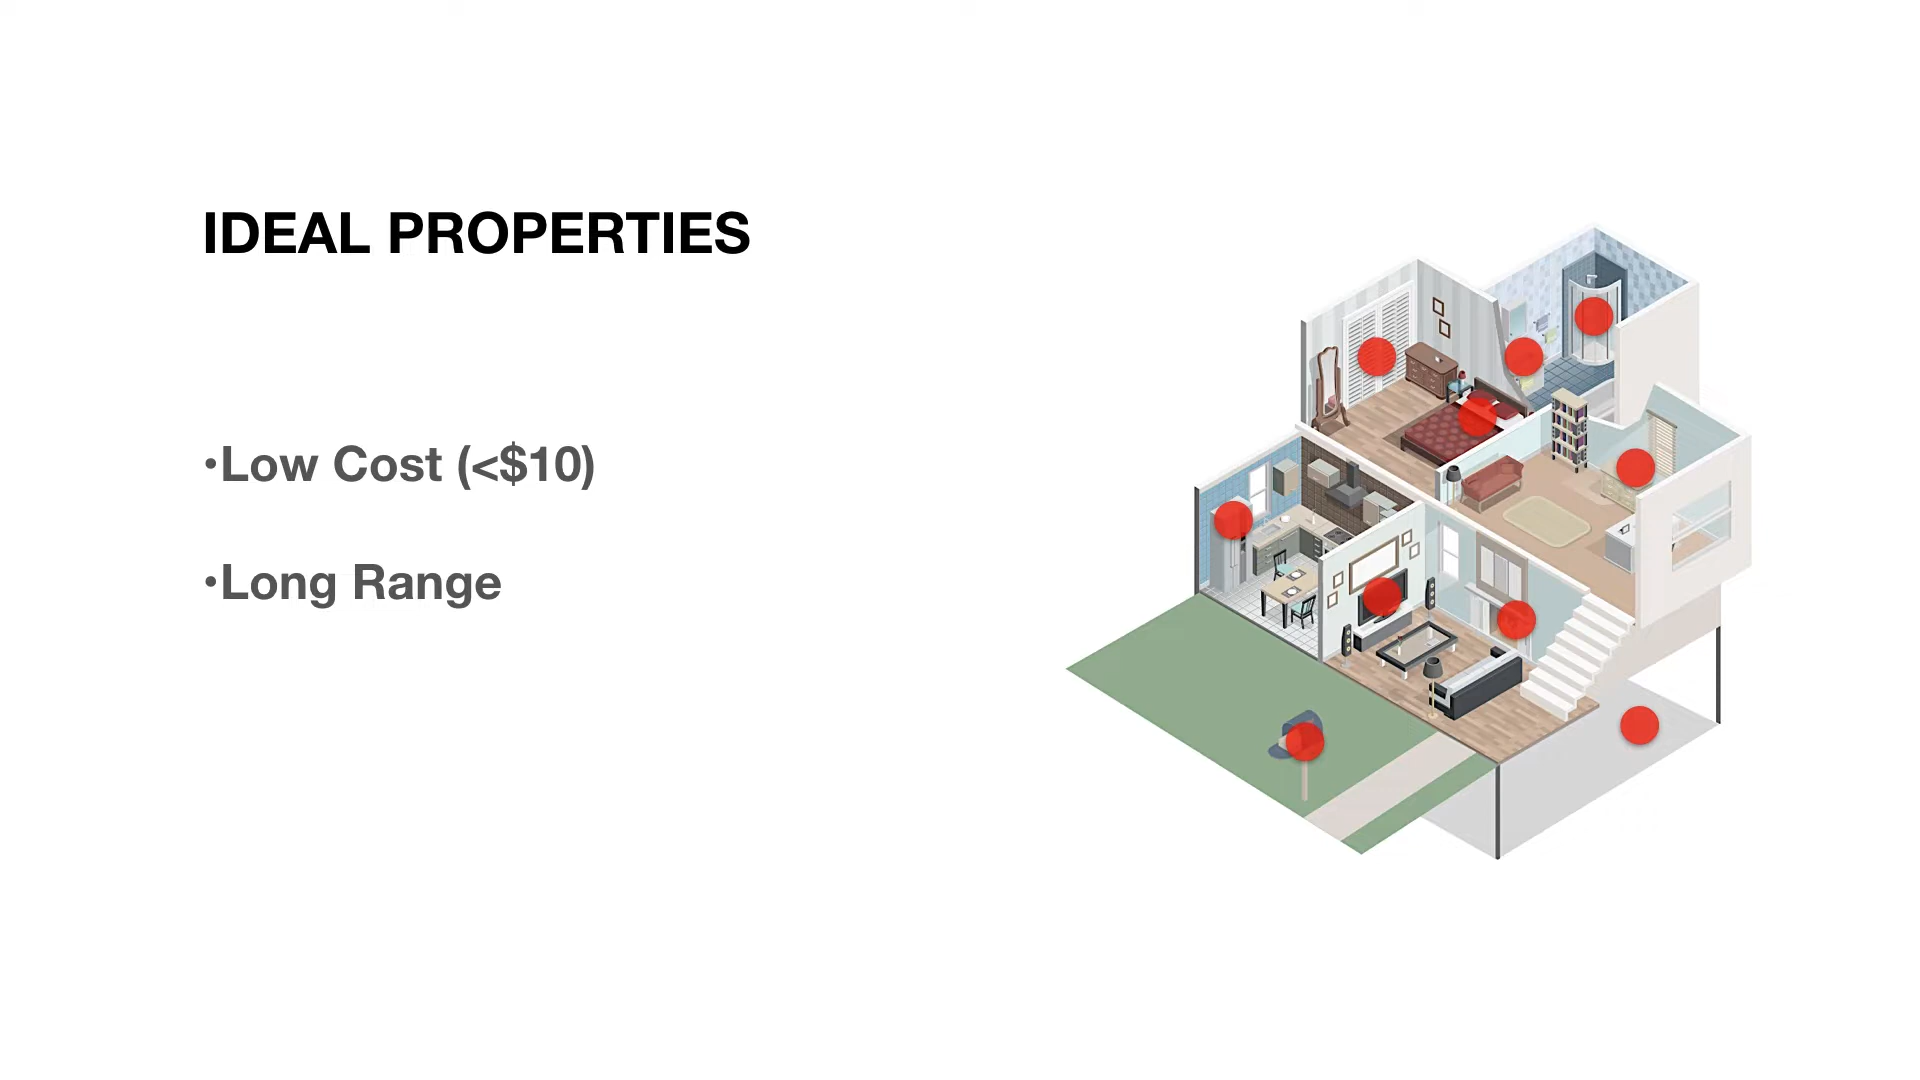 IDEAL PROPERTIES
•Low Cost (<$10)
•Long Range